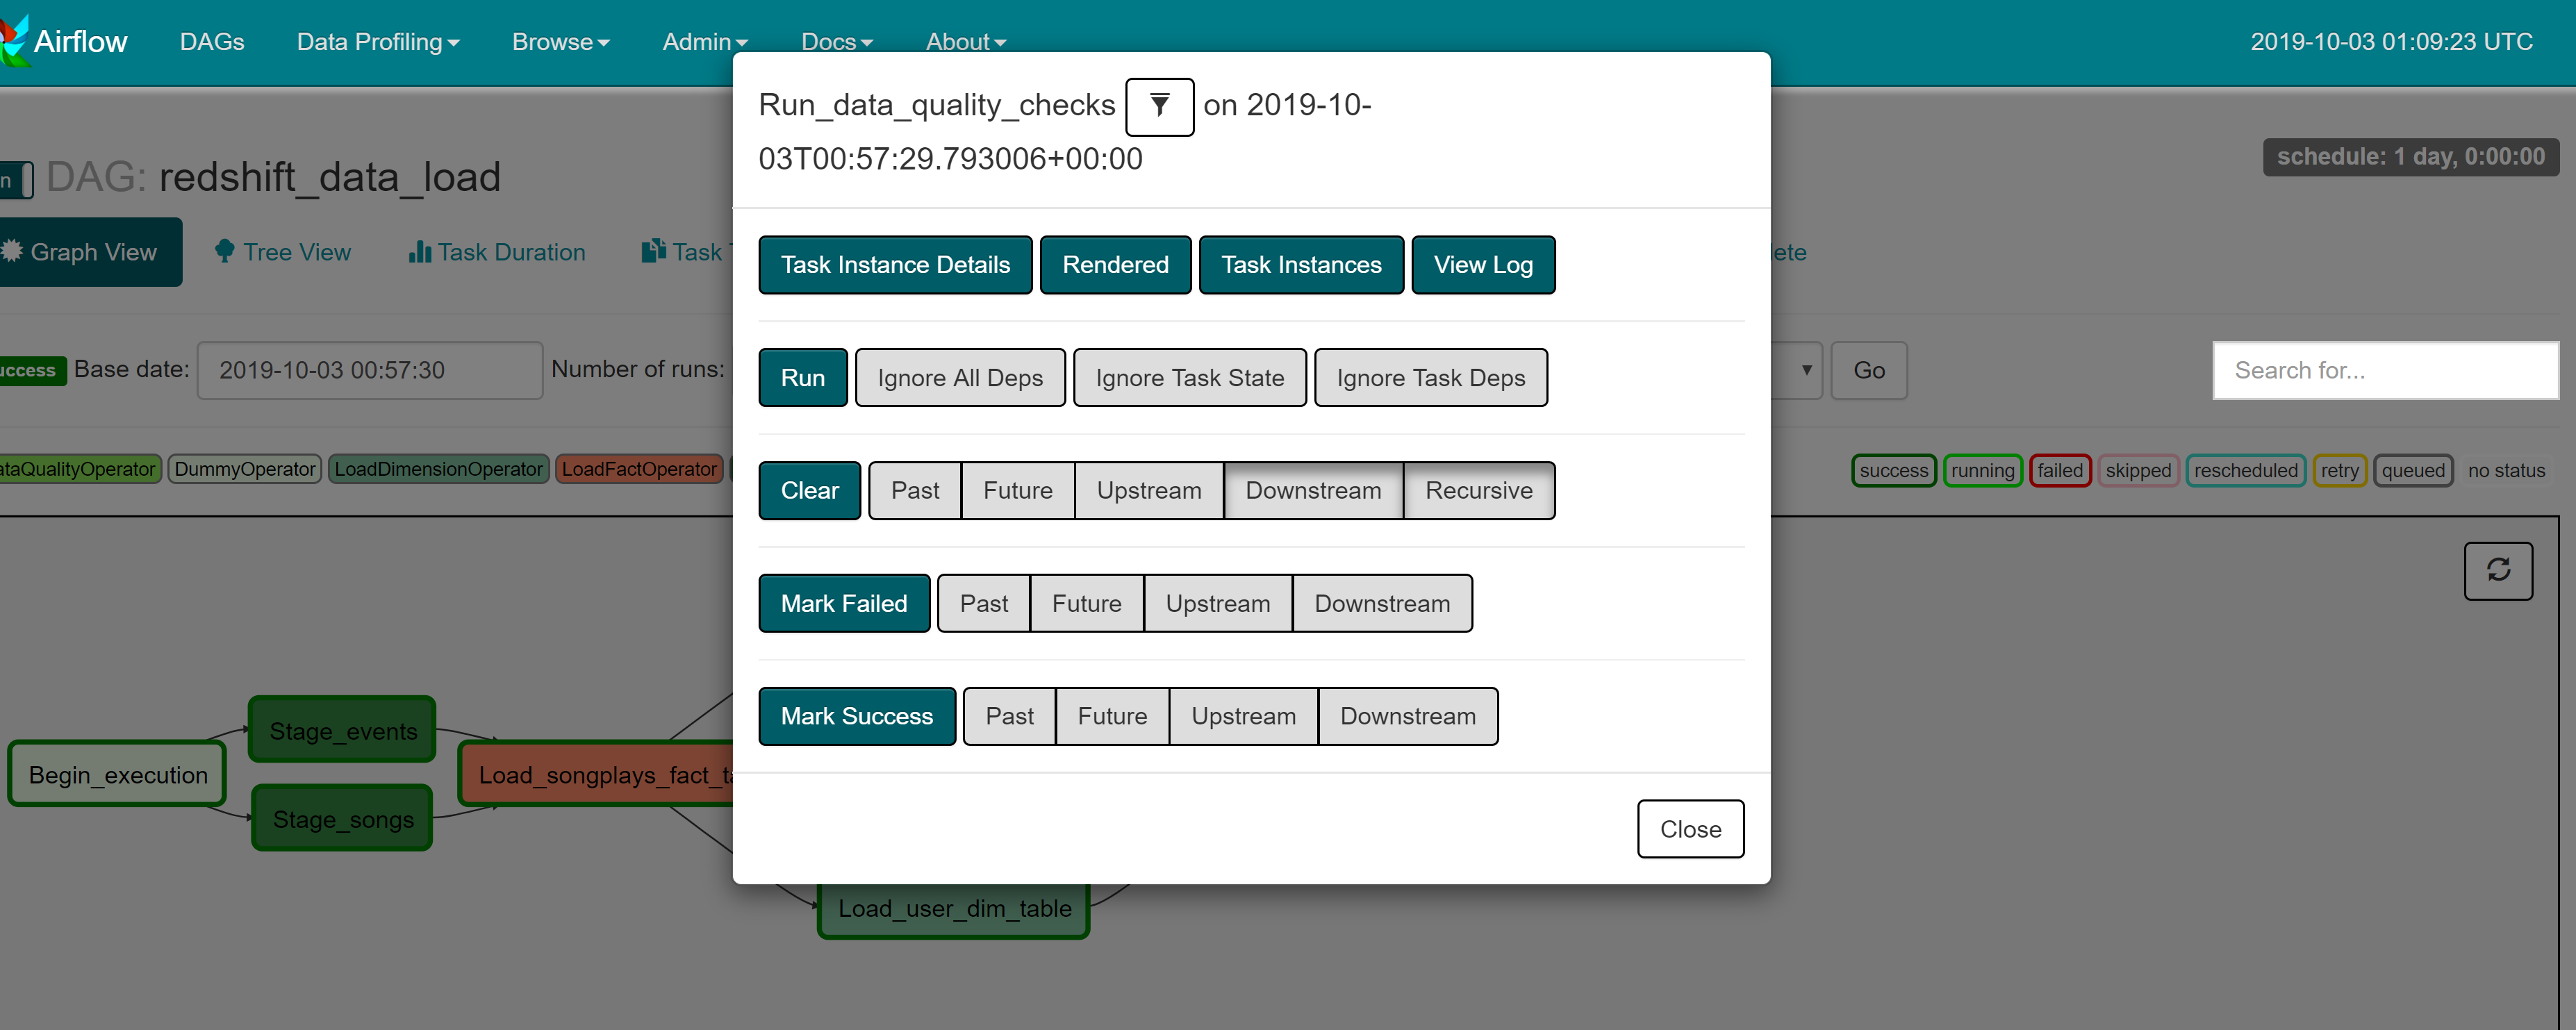 Airflow DAGs Data Profiling Browse Admin Docs About 2019-10-03 01:09:23 UTC
Run_data_quality_checks on 2019-10-
03T00:57:29.793006+00:00
DAG: redshift_data_load
schedule: 1 day, 0:00:00
Graph View Tree View Task Duration Task
Task Instance Details Rendered Task Instances View Log
Base date: 2019-10-03 00:57:30 Number of runs:
Run Ignore All Deps Ignore Task State Ignore Task Deps
Go Search for...
DummyOperator LoadDimensionOperator LoadFactOperator
Clear Past Future Upstream Downstream Recursive
success running failed skipped rescheduled retry queued no status
Mark Failed Past Future Upstream Downstream
Mark Success Past Future Upstream Downstream
Close
Stage_events
Begin_execution
Load_songplays_fact_ta
Stage_songs
Load_user_dim_table